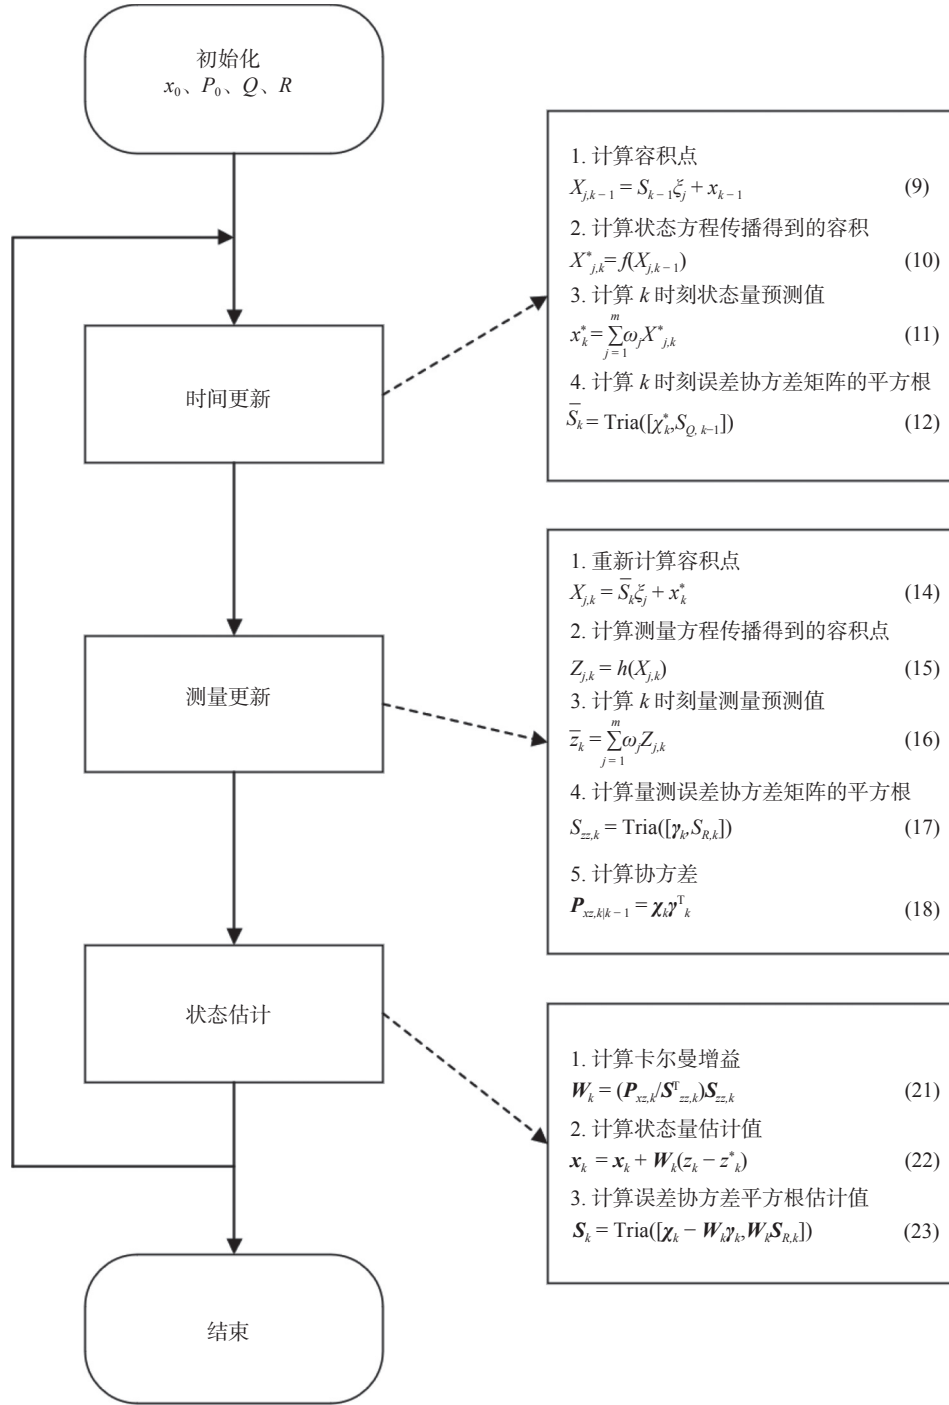 初始化
x₀、P₀、Q、R
时间更新
测量更新
状态估计
结束
1. 计算容积点
X_{j,k−1} = S_{k−1}ξ_j + x_{k−1} (9)
2. 计算状态方程传播得到的容积
X*_{j,k} = f(X_{j,k−1}) (10)
3. 计算 k 时刻状态量预测值
x*_k = ∑_{j=1}^{m} ω_j X*_{j,k} (11)
4. 计算 k 时刻误差协方差矩阵的平方根
S̅_k = Tria([χ*_k, S_{Q, k−1}]) (12)
1. 重新计算容积点
X_{j,k} = S̅_k ξ_j + x*_k (14)
2. 计算测量方程传播得到的容积点
Z_{j,k} = h(X_{j,k}) (15)
3. 计算 k 时刻量测量预测值
z̅_k = ∑_{j=1}^{m} ω_j Z_{j,k} (16)
4. 计算量测误差协方差矩阵的平方根
S_{zz,k} = Tria([γ_k, S_{R,k}]) (17)
5. 计算协方差
P_{xz,k|k−1} = χ_k γ^T_k (18)
1. 计算卡尔曼增益
W_k = (P_{xz,k}/S^T_{zz,k})S_{zz,k} (21)
2. 计算状态量估计值
x_k = x_k + W_k(z_k − z*_k) (22)
3. 计算误差协方差平方根估计值
S_k = Tria([χ_k − W_k γ_k, W_k S_{R,k}]) (23)